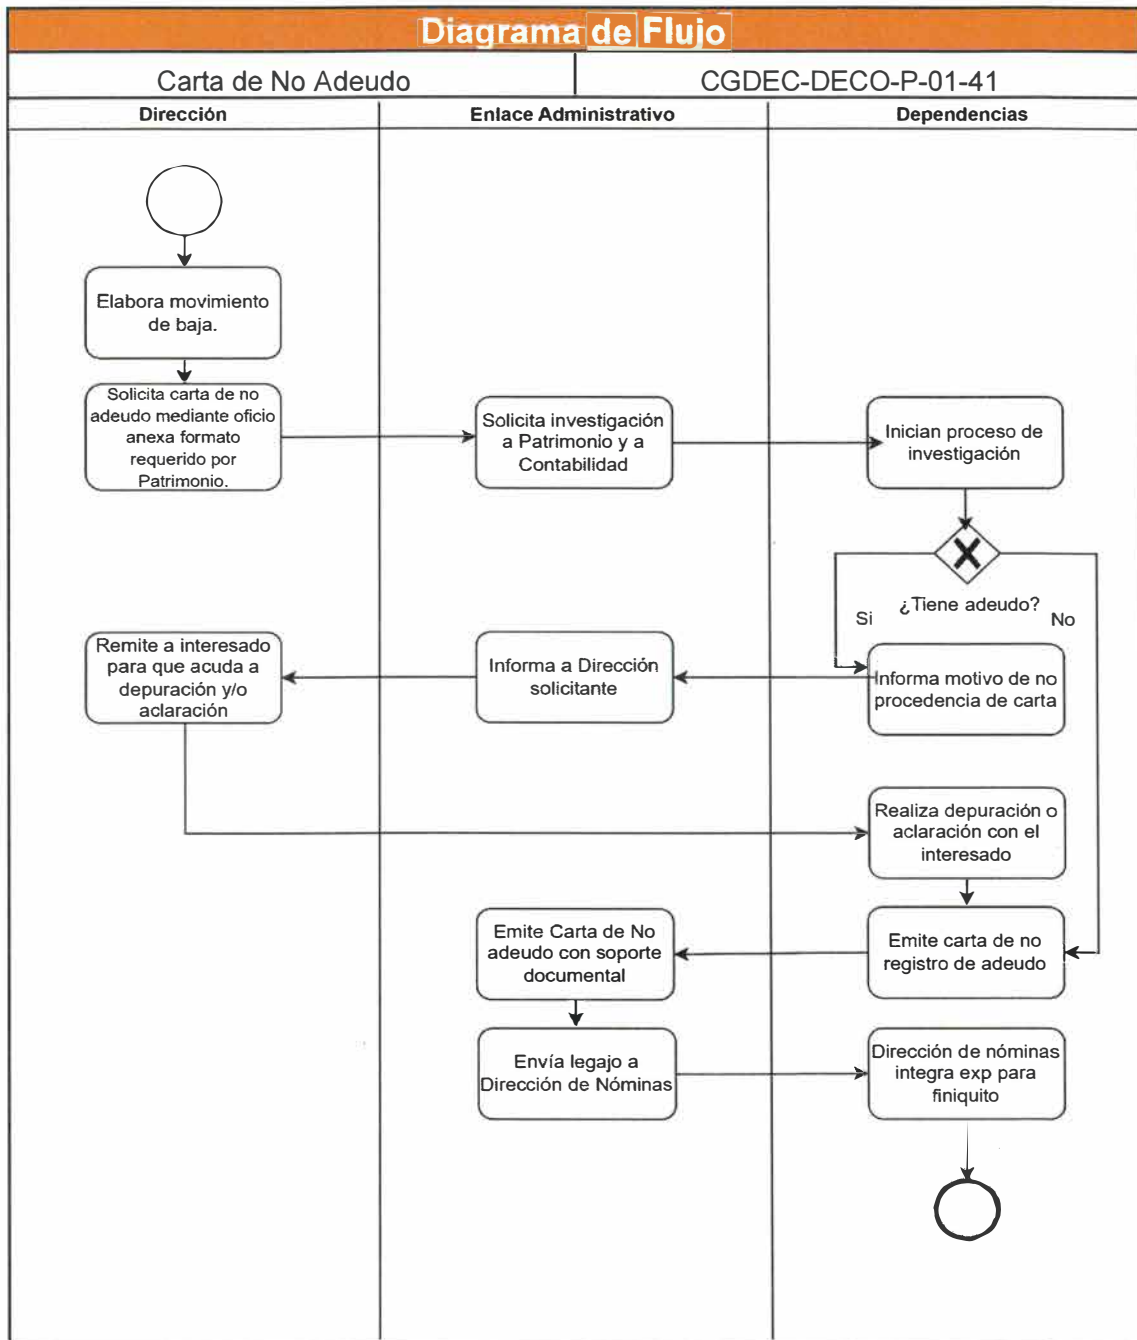 Diagrama de Flujo
Carta de No Adeudo
CGDEC-DECO-P-01-41
Dirección
Enlace Administrativo
Dependencias
Elabora movimiento
de baja.
Solicita carta de no
adeudo mediante oficio
anexa formato
requerido por
Patrimonio.
Solicita investigación
a Patrimonio y a
Contabilidad
Inician proceso de
investigación
¿Tiene adeudo?
Si
No
Remite a interesado
para que acuda a
depuración y/o
aclaración
Informa a Dirección
solicitante
Informa motivo de no
procedencia de carta
Realiza depuración o
aclaración con el
interesado
Emite Carta de No
adeudo con soporte
documental
Emite carta de no
registro de adeudo
Envía legajo a
Dirección de Nóminas
Dirección de nóminas
integra exp para
finiquito